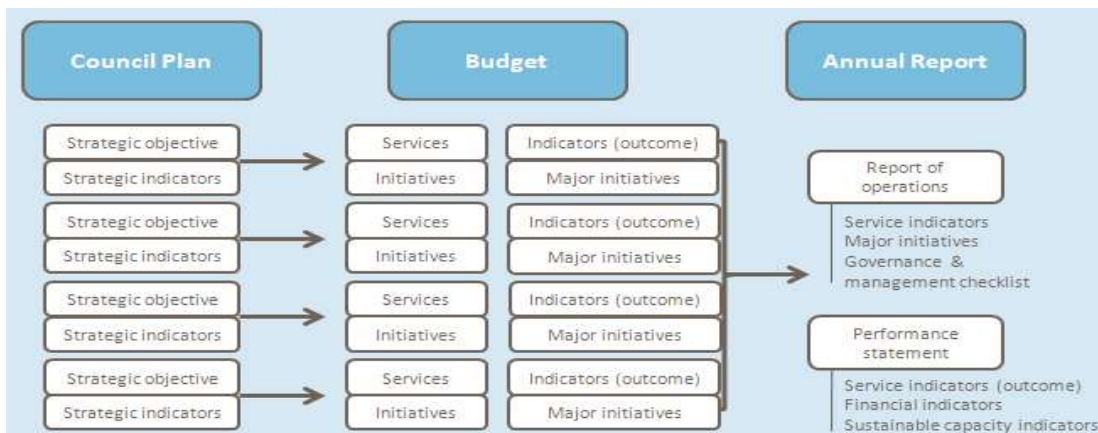 Council Plan
Budget
Annual Report
Strategic objective
Strategic indicators
Strategic objective
Strategic indicators
Strategic objective
Strategic indicators
Strategic objective
Strategic indicators
Services
Initiatives
Services
Initiatives
Services
Initiatives
Services
Initiatives
Indicators (outcome)
Major initiatives
Indicators (outcome)
Major initiatives
Indicators (outcome)
Major initiatives
Indicators (outcome)
Major initiatives
Report of
operations
Service indicators
Major initiatives
Governance &
management checklist
Performance
statement
Service indicators (outcome)
Financial indicators
Sustainable capacity indicators